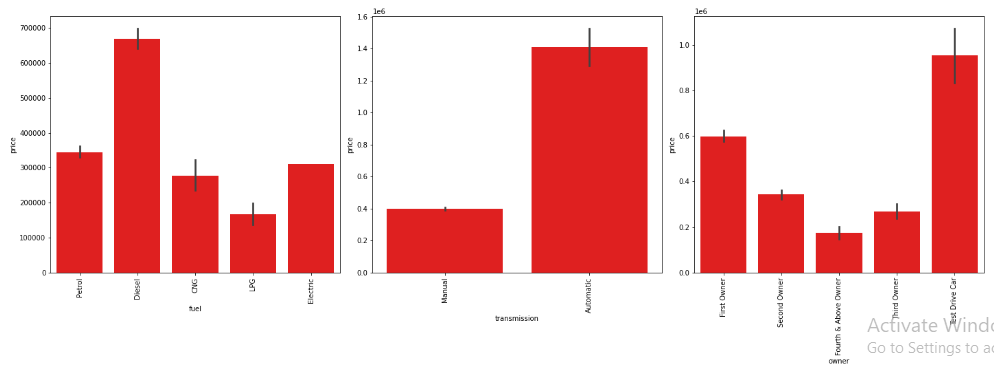 700000
600000
500000
400000
300000
200000
100000
0
price
Petrol
Diesel
CNG
LPG
Electric
fuel
1e6
1.6
1.4
1.2
1.0
0.8
0.6
0.4
0.2
0.0
price
Manual
Automatic
transmission
1e6
1.0
0.8
0.6
0.4
0.2
0.0
price
First Owner
Second Owner
Fourth & Above Owner
Third Owner
Test Drive Car
owner
Activate Windo
Go to Settings to ac